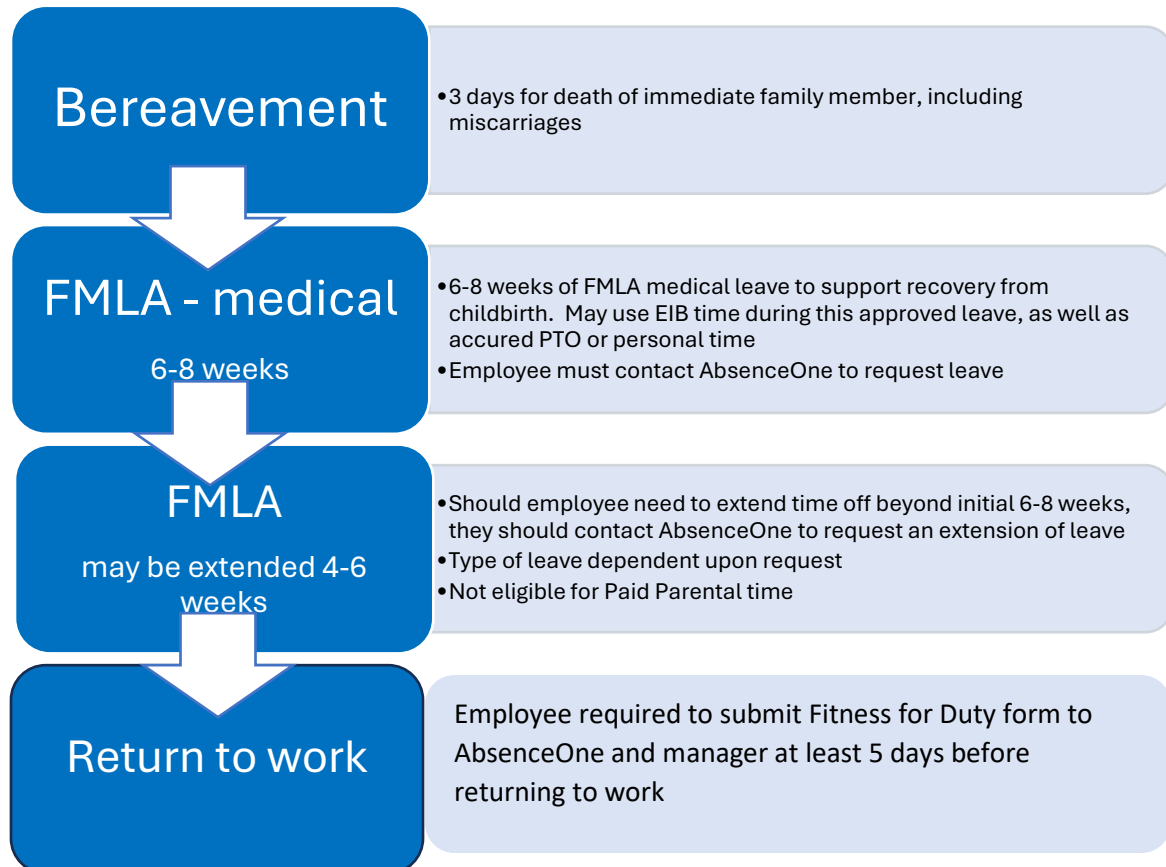 Bereavement
•3 days for death of immediate family member, including
miscarriages
FMLA - medical
6-8 weeks
•6-8 weeks of FMLA medical leave to support recovery from
childbirth.  May use EIB time during this approved leave, as well as
accured PTO or personal time
•Employee must contact AbsenceOne to request leave
FMLA
may be extended 4-6
weeks
•Should employee need to extend time off beyond initial 6-8 weeks,
they should contact AbsenceOne to request an extension of leave
•Type of leave dependent upon request
•Not eligible for Paid Parental time
Return to work
Employee required to submit Fitness for Duty form to
AbsenceOne and manager at least 5 days before
returning to work